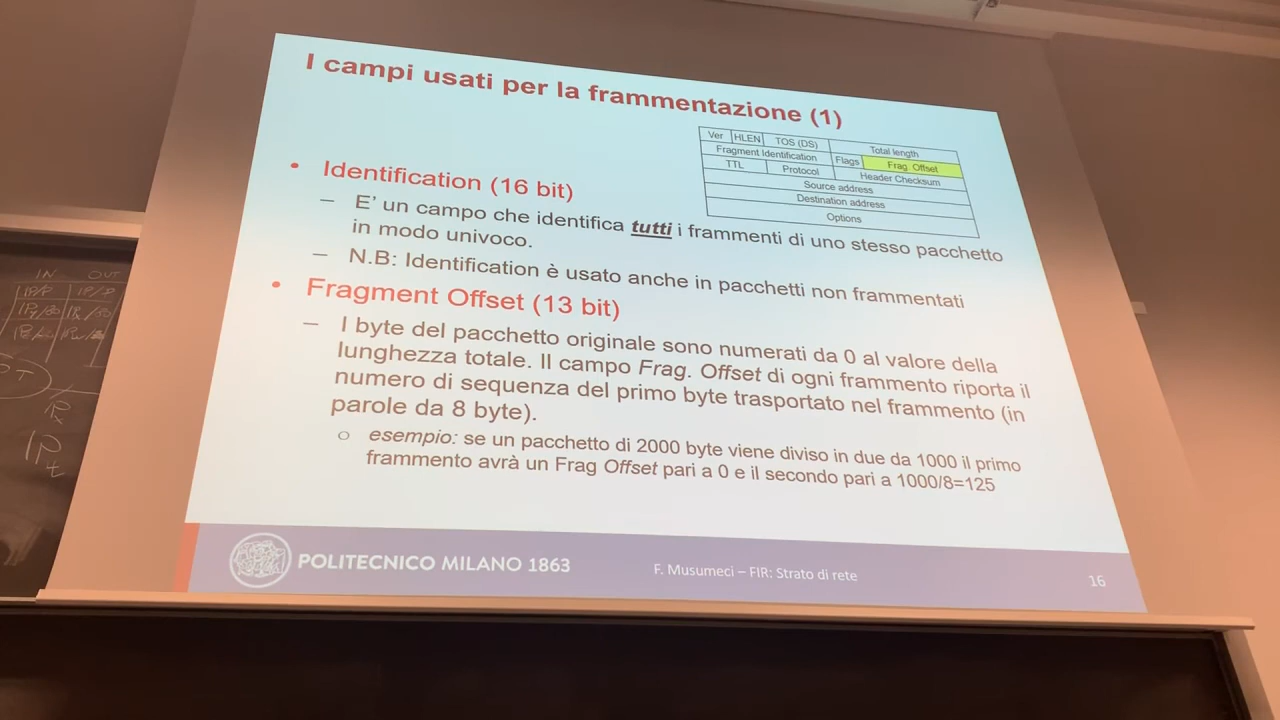 I campi usati per la frammentazione (1)
Ver HLEN TOS (DS) Total length
Fragment Identification Flags Frag Offset
TTL Protocol Header Checksum
Source address
Destination address
Options
• Identification (16 bit)
– E' un campo che identifica tutti i frammenti di uno stesso pacchetto
in modo univoco.
– N.B: Identification è usato anche in pacchetti non frammentati
• Fragment Offset (13 bit)
– I byte del pacchetto originale sono numerati da 0 al valore della
lunghezza totale. Il campo Frag. Offset di ogni frammento riporta il
numero di sequenza del primo byte trasportato nel frammento (in
parole da 8 byte).
o esempio: se un pacchetto di 2000 byte viene diviso in due da 1000 il primo
frammento avrà un Frag Offset pari a 0 e il secondo pari a 1000/8=125
POLITECNICO MILANO 1863
F. Musumeci – FIR: Strato di rete
16
IN OUT